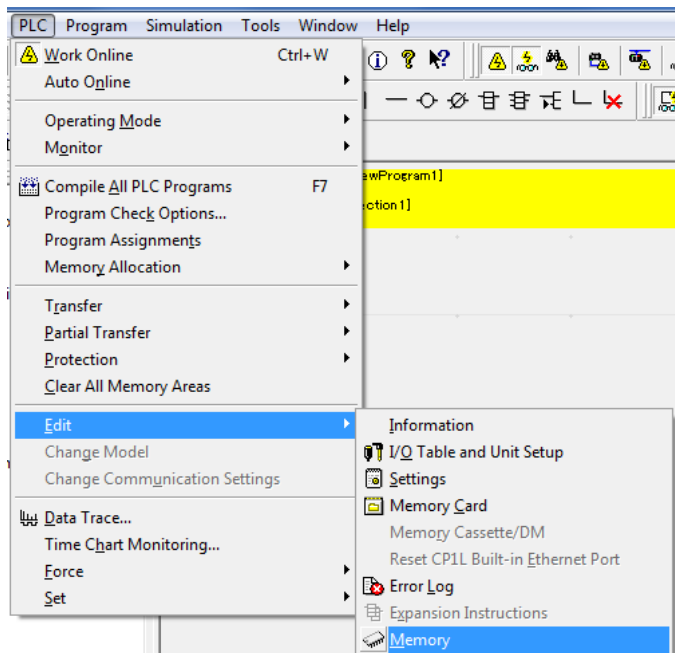 PLC Program Simulation Tools Window Help
Work Online Ctrl+W
Auto Online
Operating Mode
Monitor
ewProgram1]
Compile All PLC Programs F7
ction1]
Program Check Options...
Program Assignments
Memory Allocation
Transfer
Partial Transfer
Protection
Clear All Memory Areas
Edit
Information
Change Model
I/O Table and Unit Setup
Change Communication Settings
Settings
Memory Card
Data Trace...
Memory Cassette/DM
Time Chart Monitoring...
Reset CP1L Built-in Ethernet Port
Force
Error Log
Set
Expansion Instructions
Memory